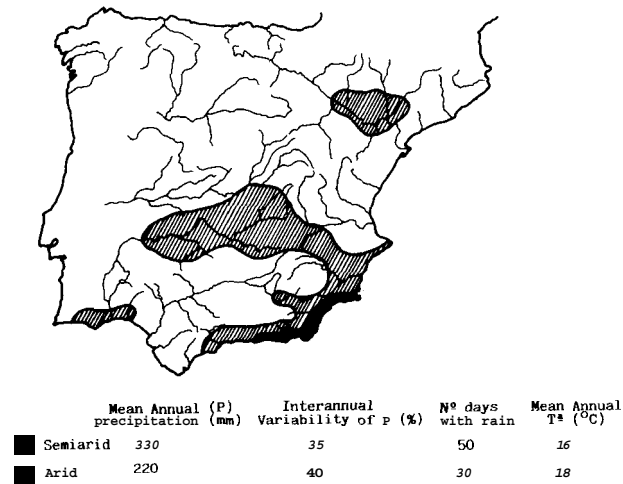 Mean Annual (P) Interannual Nº days Mean Annual
precipitation (mm) Variability of P (%) with rain Tª (ºC)
Semiarid 330 35 50 16
Arid 220 40 30 18